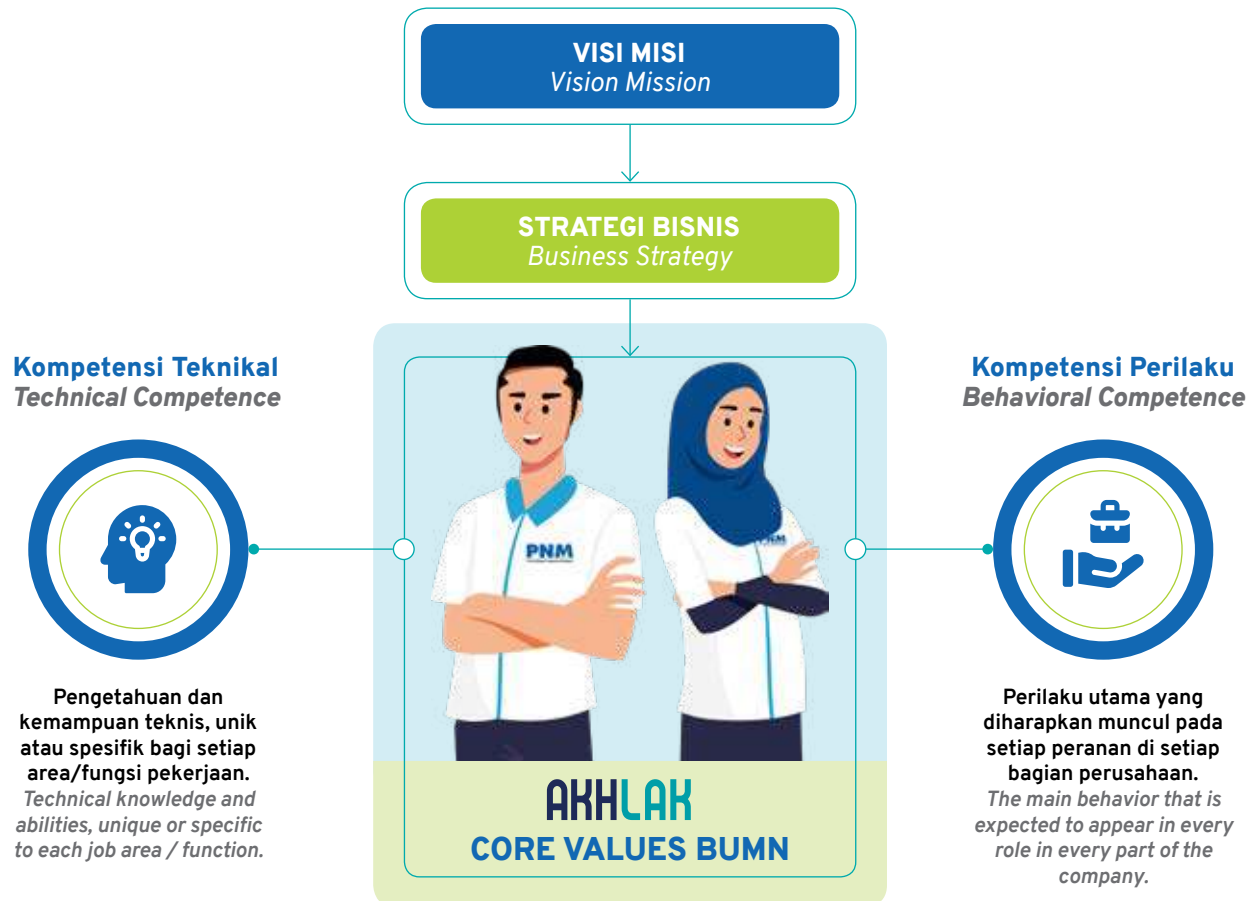 VISI MISI
Vision Mission
STRATEGI BISNIS
Business Strategy
Kompetensi Teknikal
Technical Competence
Pengetahuan dan
kemampuan teknis, unik
atau spesifik bagi setiap
area/fungsi pekerjaan.
Technical knowledge and
abilities, unique or specific
to each job area / function.
PNM
AKHLAK
CORE VALUES BUMN
Kompetensi Perilaku
Behavioral Competence
Perilaku utama yang
diharapkan muncul pada
setiap peranan di setiap
bagian perusahaan.
The main behavior that is
expected to appear in every
role in every part of the
company.